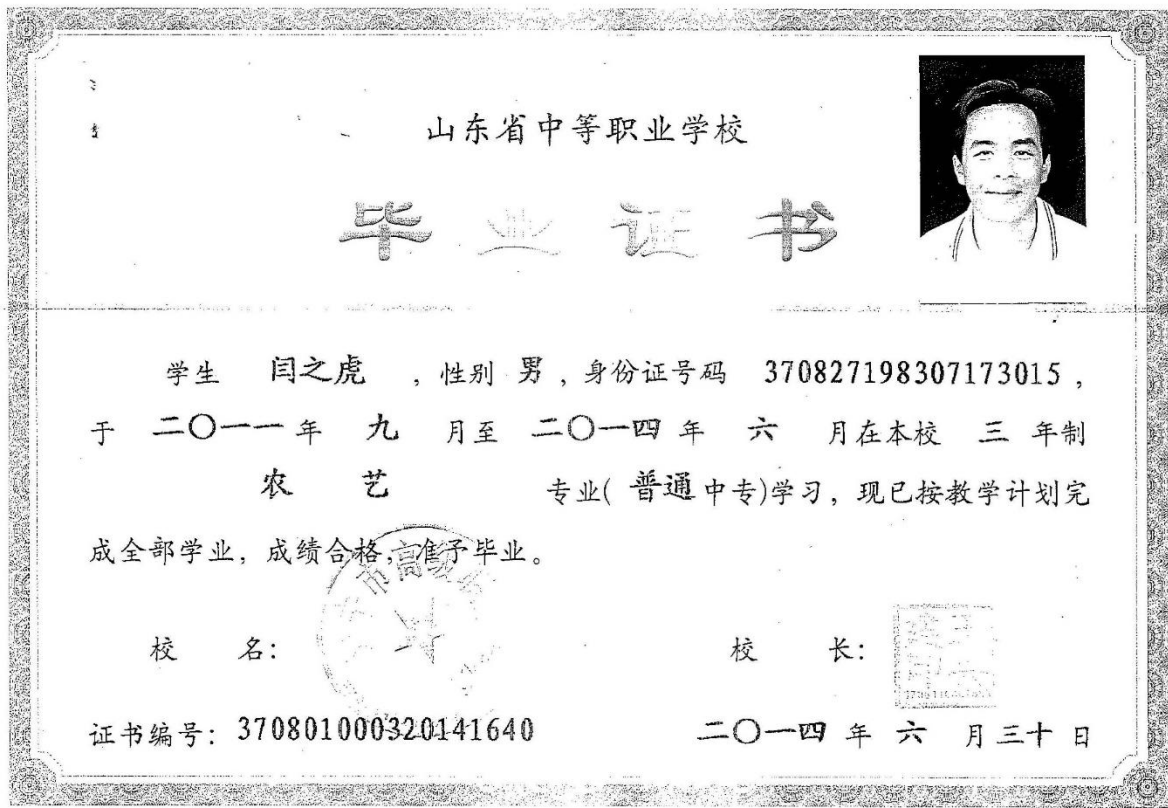 山东省中等职业学校
毕业证书
学生 闫之虎 ，性别 男，身份证号码 370827198307173015，
于 二〇一一 年 九 月至 二〇一四 年 六 月在本校 三 年制
农 艺 专业( 普通中专)学习，现已按教学计划完
成全部学业，成绩合格，准予毕业。
市高级
校 名：
校 长：
证书编号：370801000320141640
二〇一四 年 六 月三十 日